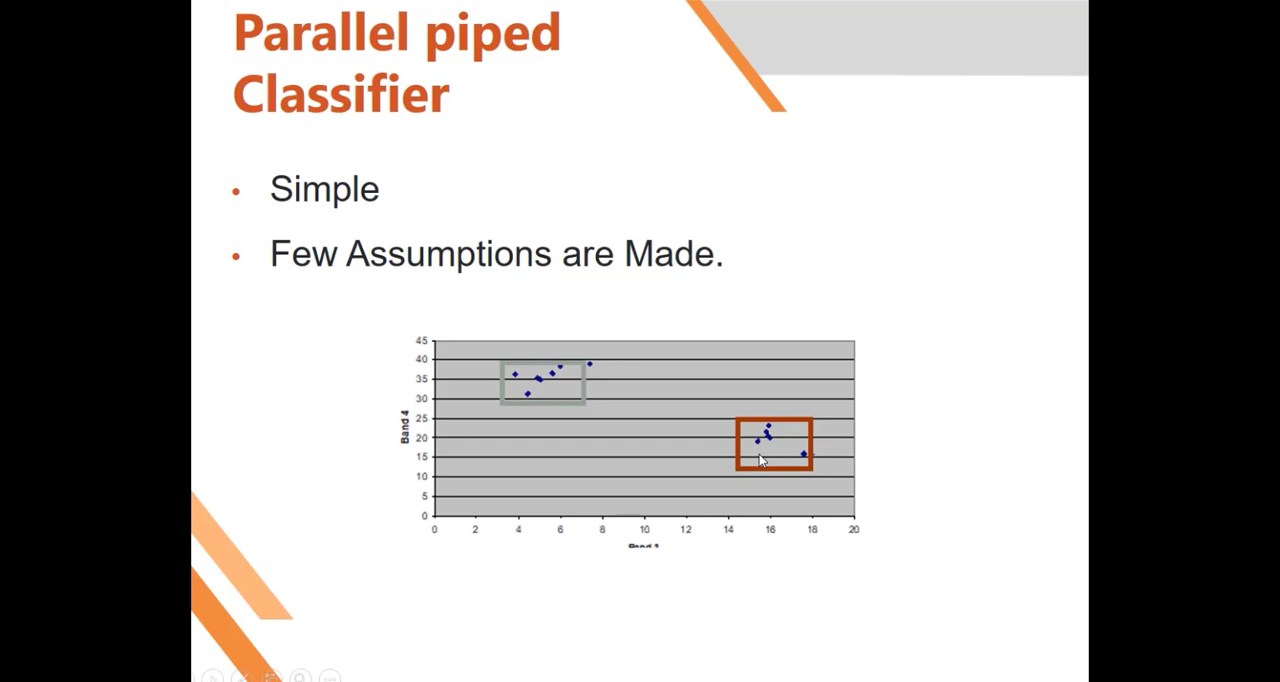 Parallel piped
Classifier
• Simple
• Few Assumptions are Made.
45
40
35
30
25
20
15
10
5
0
Band 4
0 2 4 6 8 10 12 14 16 18 20
Band